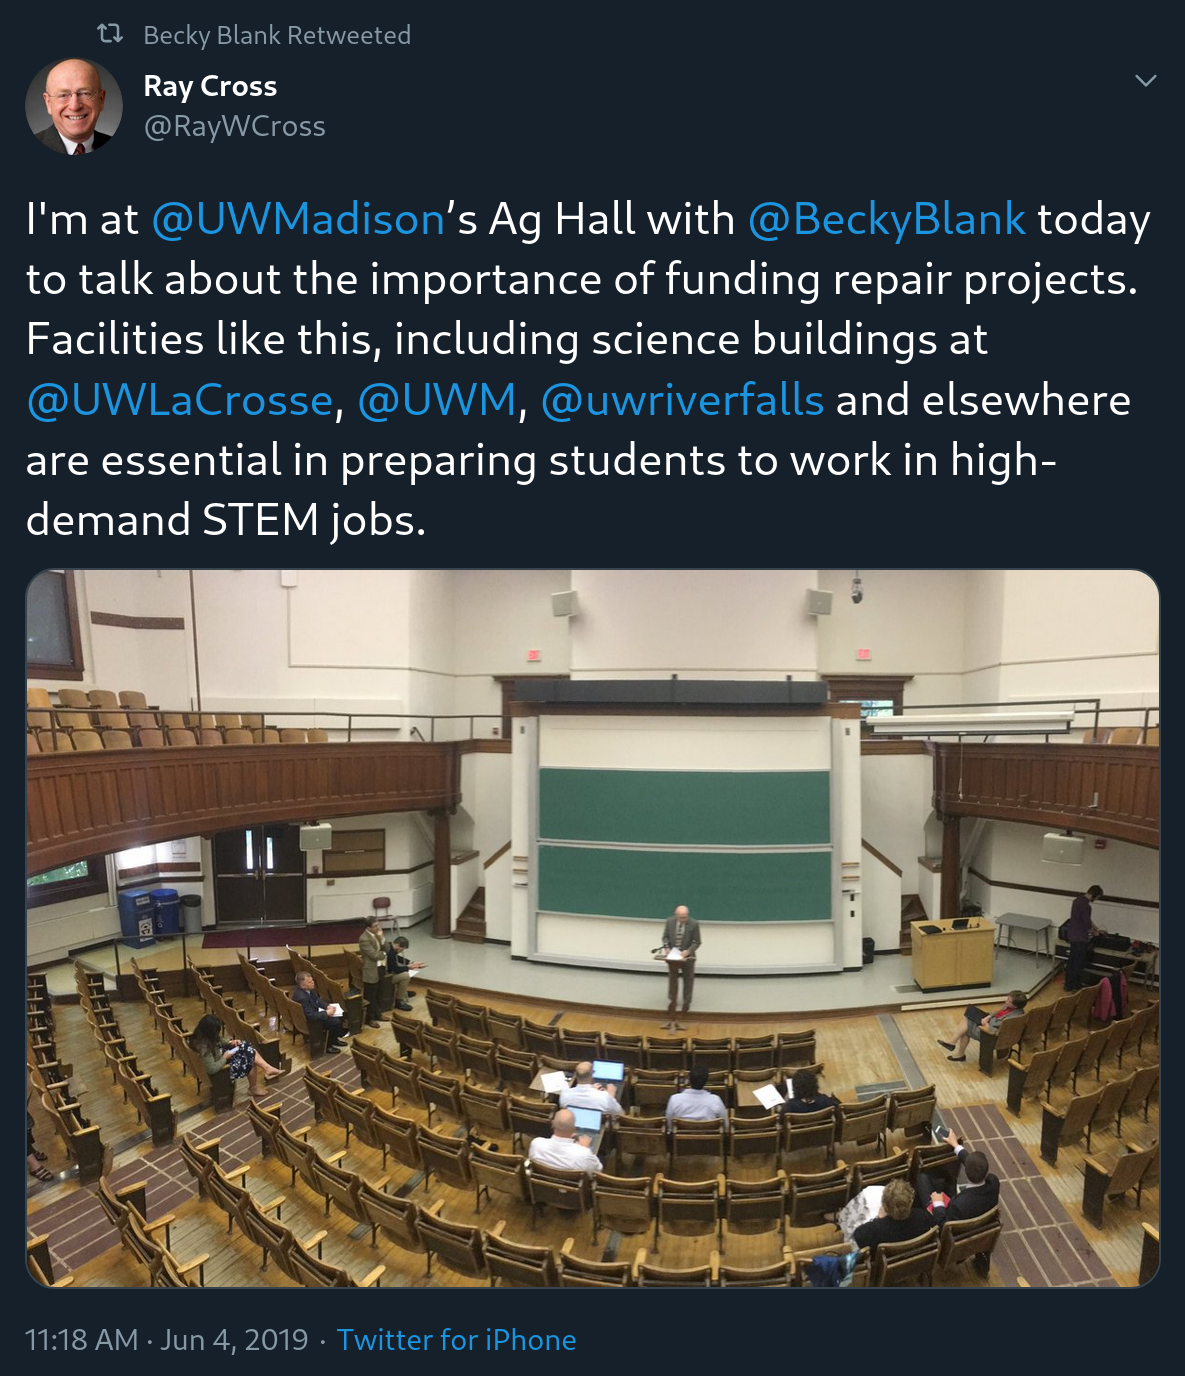 Becky Blank Retweeted
Ray Cross
@RayWCross
I'm at @UWMadison’s Ag Hall with @BeckyBlank today
to talk about the importance of funding repair projects.
Facilities like this, including science buildings at
@UWLaCrosse, @UWM, @uwriverfalls and elsewhere
are essential in preparing students to work in high-
demand STEM jobs.
11:18 AM · Jun 4, 2019 · Twitter for iPhone